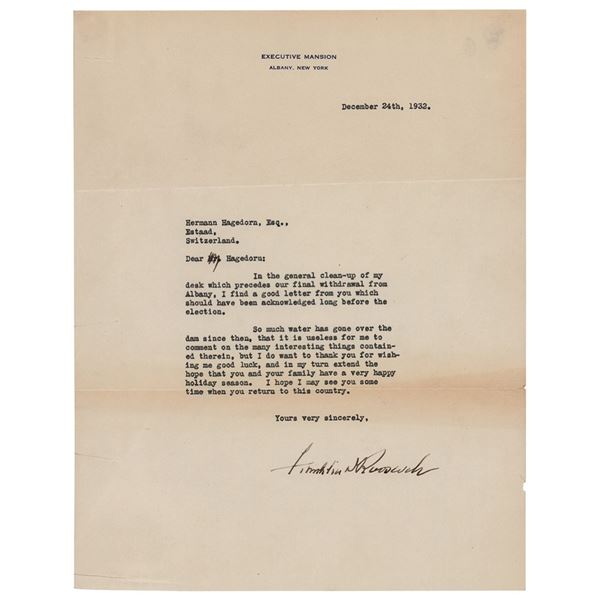 EXECUTIVE MANSION
ALBANY, NEW YORK
December 24th, 1932.
Hermann Hagedorn, Esq.,
Estaad,
Switzerland.
Dear Hagedorn:
In the general clean-up of my
desk which precedes our final withdrawal from
Albany, I find a good letter from you which
should have been acknowledged long before the
election.
So much water has gone over the
dam since then, that it is useless for me to
comment on the many interesting things contain-
ed therein, but I do want to thank you for wish-
ing me good luck, and in my turn extend the
hope that you and your family have a very happy
holiday season. I hope I may see you some
time when you return to this country.
Yours very sincerely,
Franklin D Roosevelt